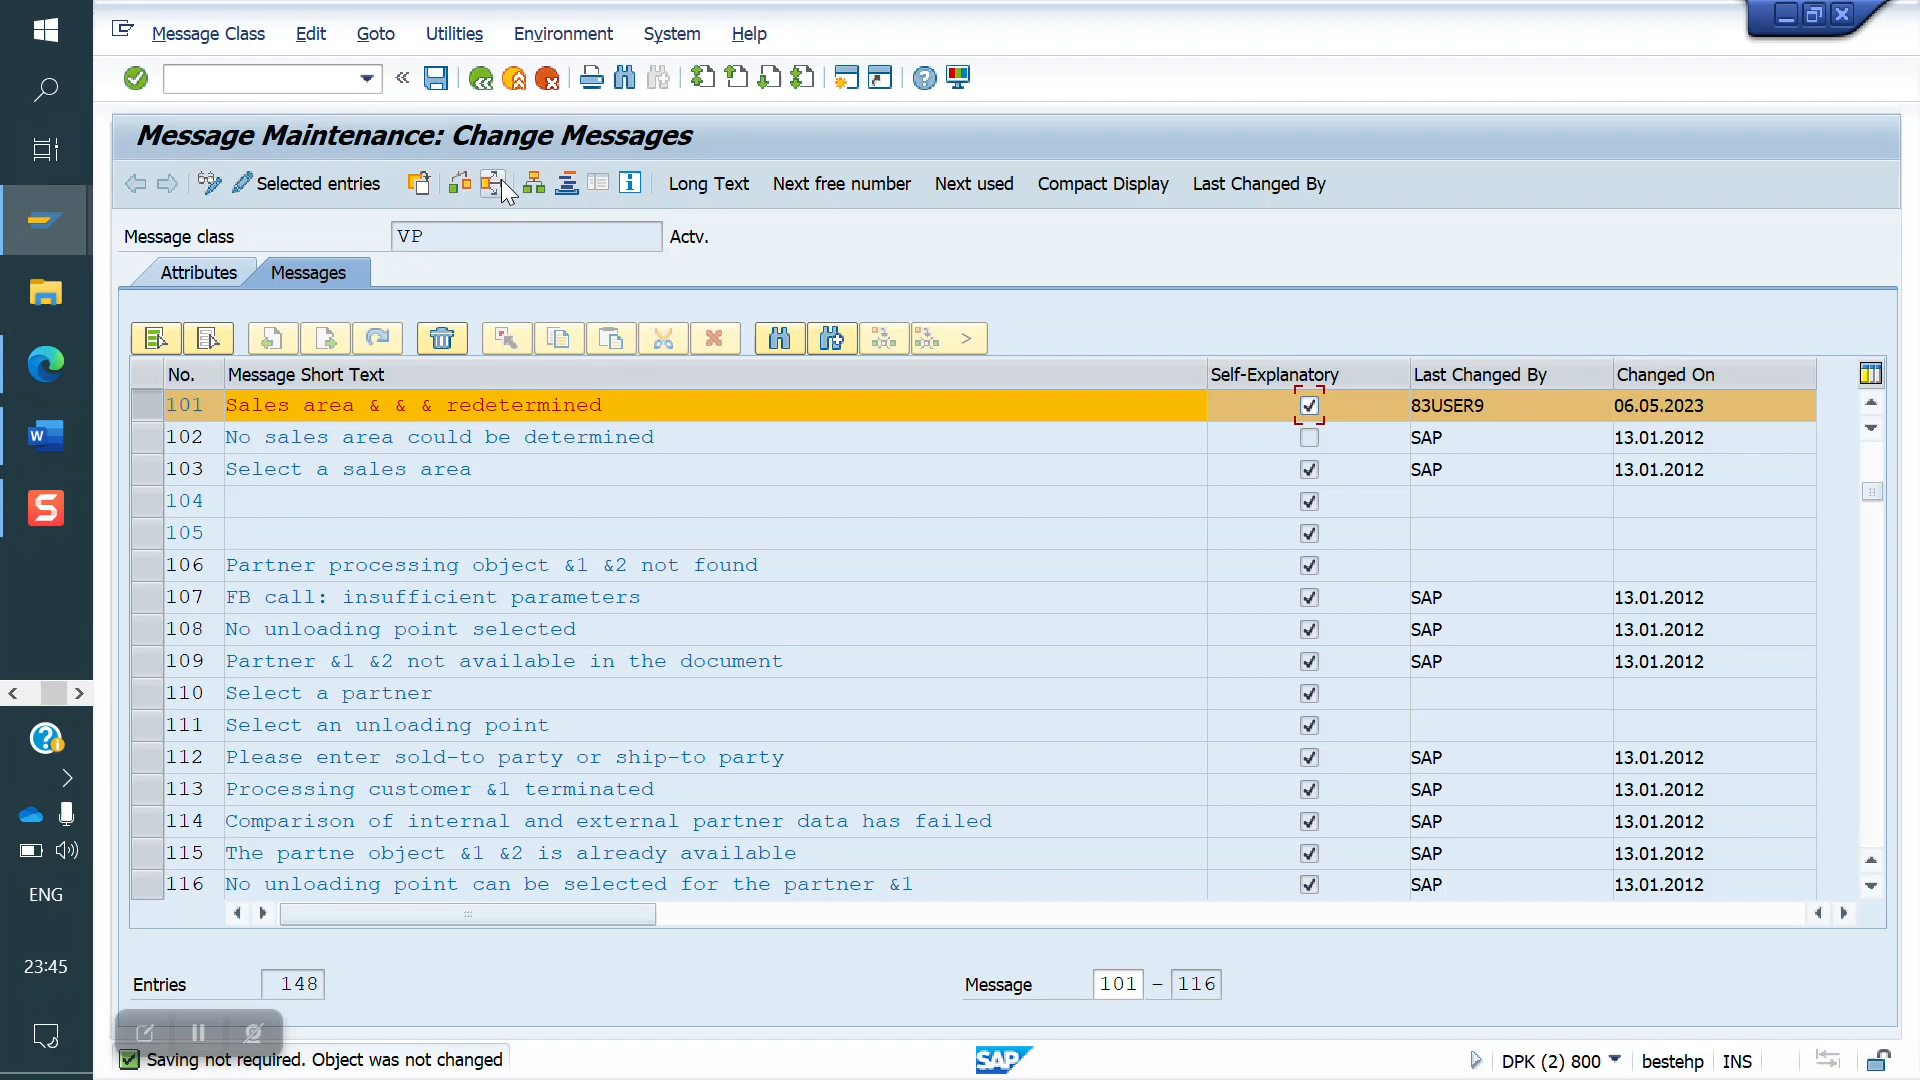 Message Class Edit Goto Utilities Environment System Help
Message Maintenance: Change Messages
Selected entries Long Text Next free number Next used Compact Display Last Changed By
Message class VP Actv.
Attributes Messages
No. Message Short Text Self-Explanatory Last Changed By Changed On
101 Sales area & & & redetermined 83USER9 06.05.2023
102 No sales area could be determined SAP 13.01.2012
103 Select a sales area SAP 13.01.2012
104
105
106 Partner processing object &1 &2 not found
107 FB call: insufficient parameters SAP 13.01.2012
108 No unloading point selected SAP 13.01.2012
109 Partner &1 &2 not available in the document SAP 13.01.2012
110 Select a partner
111 Select an unloading point
112 Please enter sold-to party or ship-to party SAP 13.01.2012
113 Processing customer &1 terminated SAP 13.01.2012
114 Comparison of internal and external partner data has failed SAP 13.01.2012
115 The partne object &1 &2 is already available SAP 13.01.2012
116 No unloading point can be selected for the partner &1 SAP 13.01.2012
Entries 148 Message 101 - 116
Saving not required. Object was not changed SAP DPK (2) 800 bestehp INS
W
S
ENG
23:45